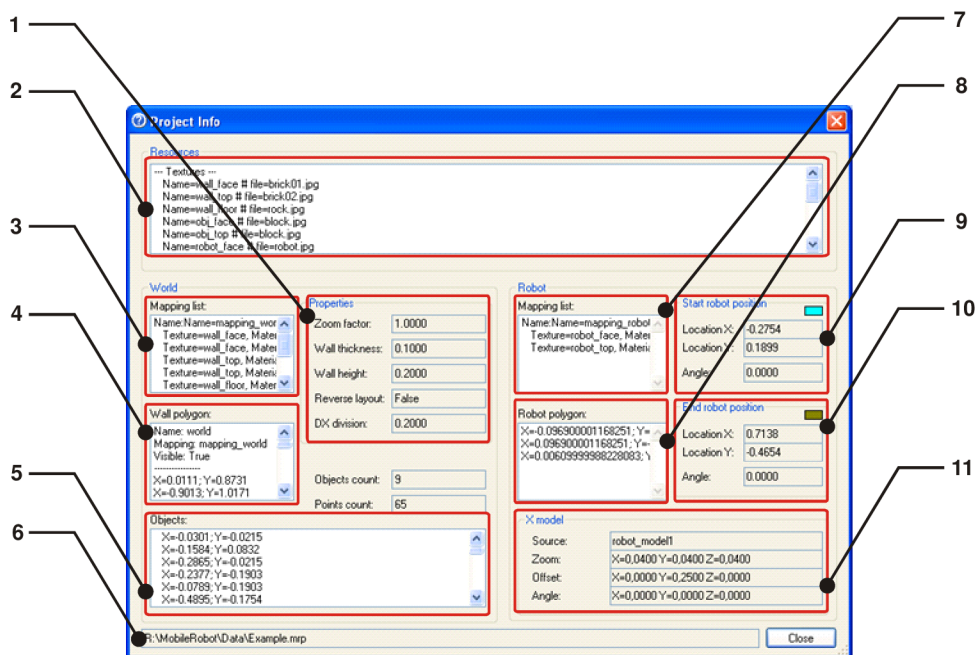 1
2
3
4
5
6
7
8
9
10
11
Project Info
Resources
--- Textures ---
Name=wall_face # file=brick01.jpg
Name=wall_top # file=brick02.jpg
Name=wall_floor # file=rock.jpg
Name=obj_face # file=block.jpg
Name=obj_top # file=block.jpg
Name=robot_face # file=robot.jpg
World
Mapping list:
Name:Name=mapping_wor
Texture=wall_face, Mater
Texture=wall_face, Mater
Texture=wall_top, Materia
Texture=wall_top, Materia
Texture=wall_floor, Mater
Properties
Zoom factor: 1.0000
Wall thickness: 0.1000
Wall height: 0.2000
Reverse layout: False
DX division: 0.2000
Wall polygon:
Name: world
Mapping: mapping_world
Visible: True
-----------------
X=0.0111; Y=0.8731
X=-0.9013; Y=1.0171
Objects count: 9
Points count: 65
Objects:
X=-0.0301; Y=-0.0215
X=-0.1584; Y=0.0832
X=-0.2865; Y=-0.0215
X=-0.2377; Y=-0.1903
X=-0.0789; Y=-0.1903
X=-0.4895; Y=-0.1754
Robot
Mapping list:
Name:Name=mapping_robot
Texture=robot_face, Materi
Texture=robot_top, Materia
Start robot position
Location X: -0.2754
Location Y: 0.1899
Angle: 0.0000
Robot polygon:
X=-0.096900001168251; Y=
X=0.096900001168251; Y=-
X=0.00609999988228083; Y
End robot position
Location X: 0.7138
Location Y: -0.4654
Angle: 0.0000
X model
Source: robot_model1
Zoom: X=0,0400 Y=0,0400 Z=0,0400
Offset: X=0,0000 Y=0,2500 Z=0,0000
Angle: X=0,0000 Y=0,0000 Z=0,0000
R:\MobileRobot\Data\Example.mrp
Close